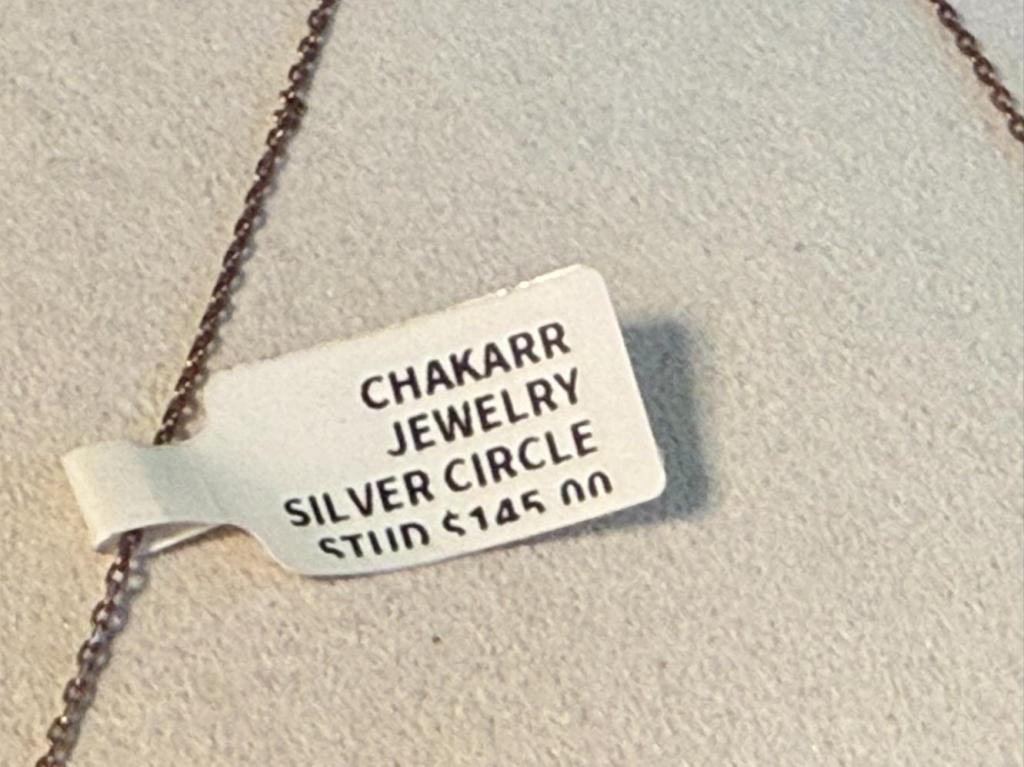 CHAKARR
JEWELRY
SILVER CIRCLE
STUD $145.00